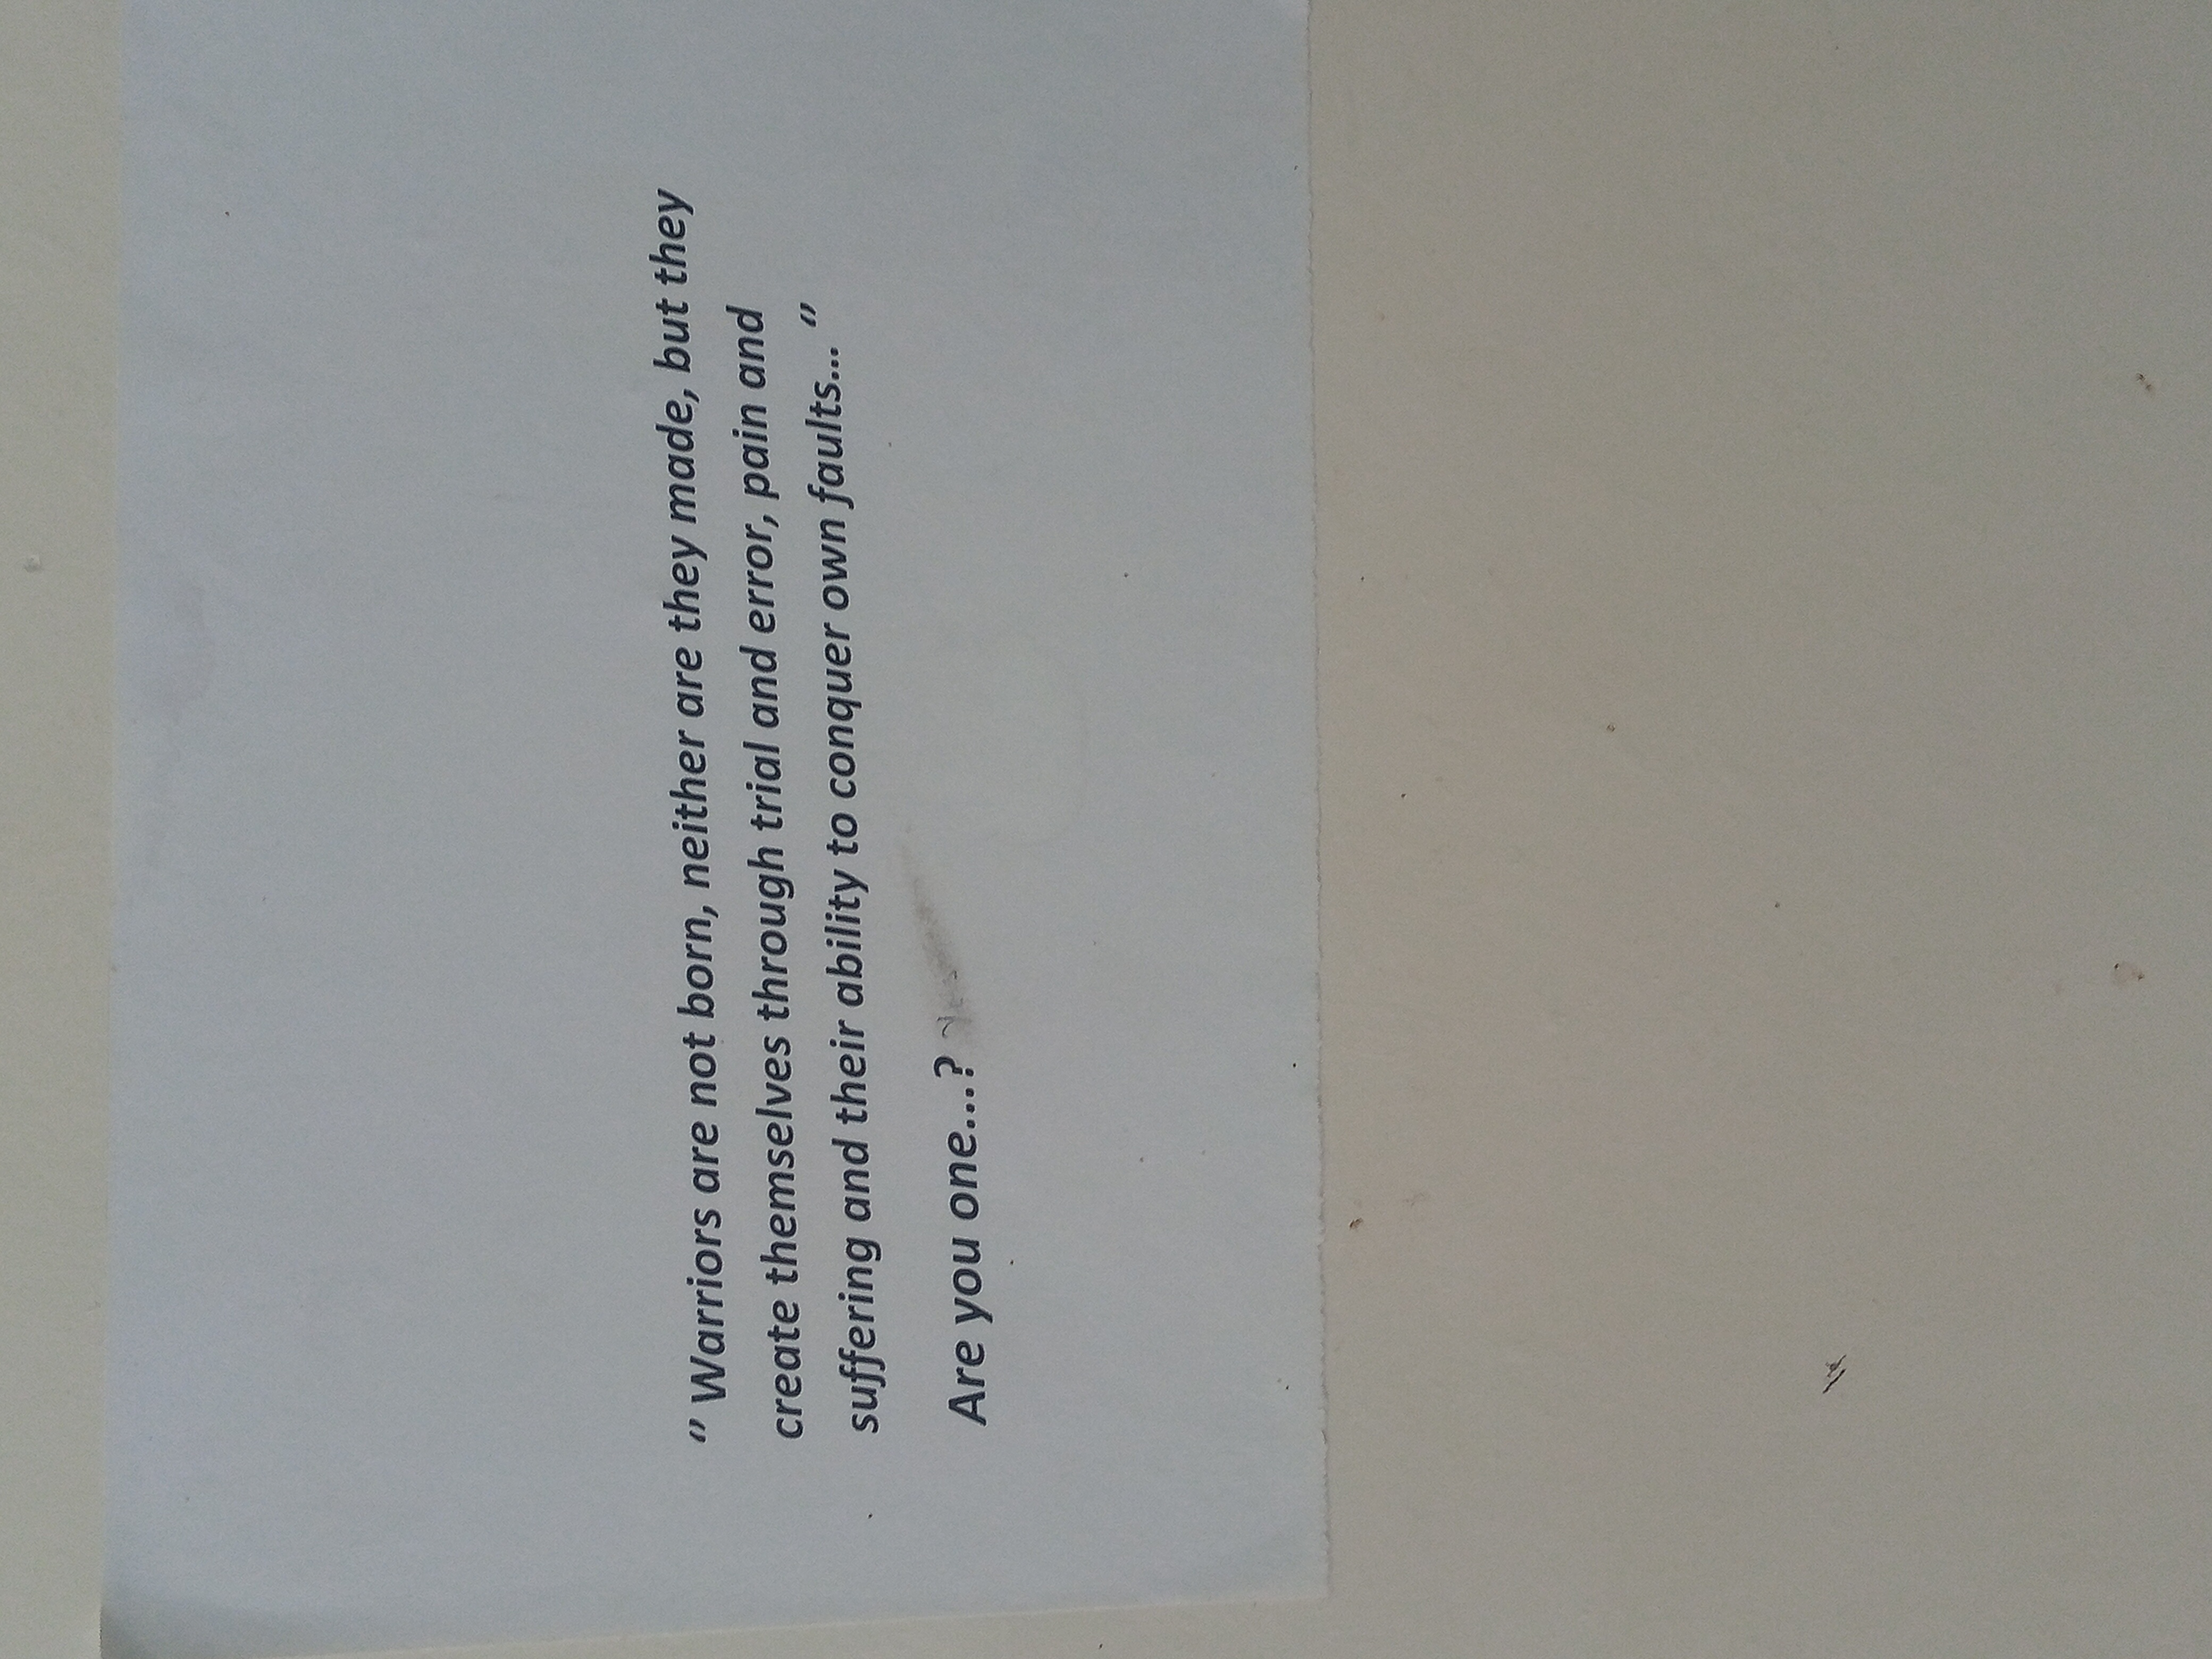 ‘’ Warriors are not born, neither are they made, but they
create themselves through trial and error, pain and
suffering and their ability to conquer own faults... ‘’
Are you one...?